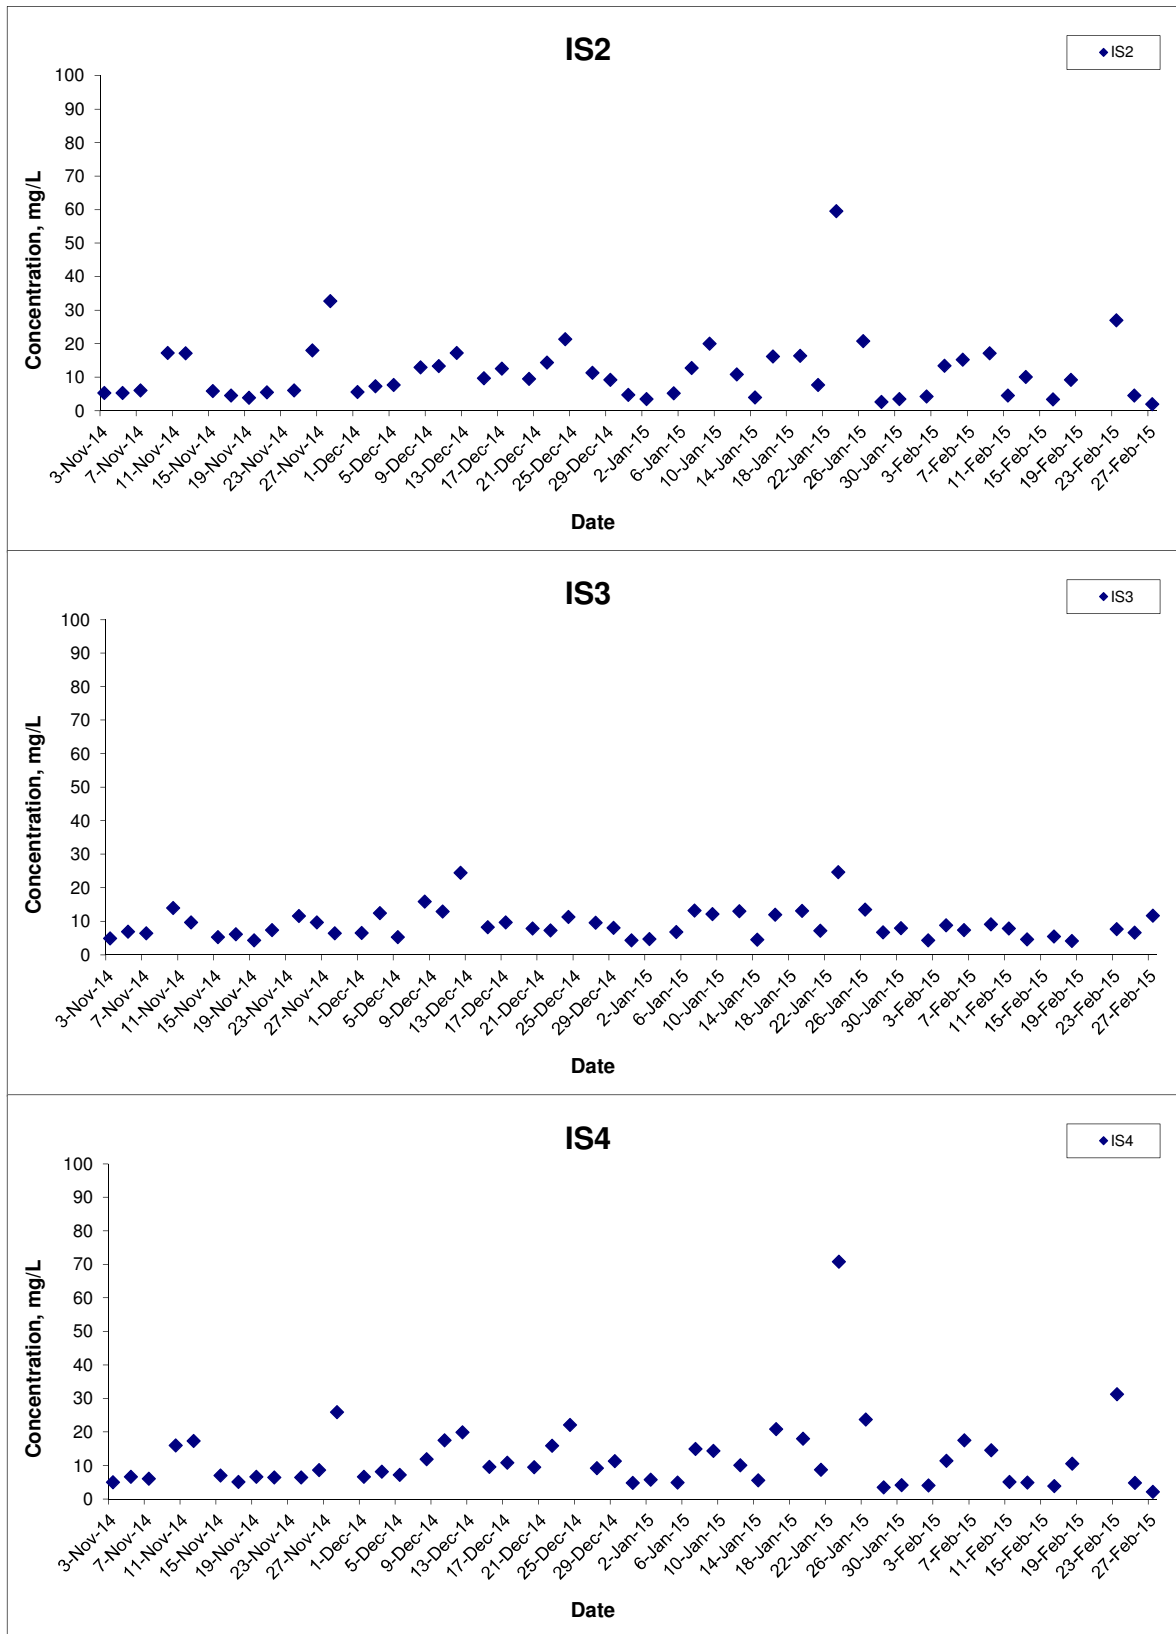 IS2
IS2
100
90
80
70
60
50
40
30
20
10
0
Concentration, mg/L
3-Nov-14
7-Nov-14
11-Nov-14
15-Nov-14
19-Nov-14
23-Nov-14
27-Nov-14
1-Dec-14
5-Dec-14
9-Dec-14
13-Dec-14
17-Dec-14
21-Dec-14
25-Dec-14
29-Dec-14
2-Jan-15
6-Jan-15
10-Jan-15
14-Jan-15
18-Jan-15
22-Jan-15
26-Jan-15
30-Jan-15
3-Feb-15
7-Feb-15
11-Feb-15
15-Feb-15
19-Feb-15
23-Feb-15
27-Feb-15
Date
IS3
IS3
100
90
80
70
60
50
40
30
20
10
0
Concentration, mg/L
3-Nov-14
7-Nov-14
11-Nov-14
15-Nov-14
19-Nov-14
23-Nov-14
27-Nov-14
1-Dec-14
5-Dec-14
9-Dec-14
13-Dec-14
17-Dec-14
21-Dec-14
25-Dec-14
29-Dec-14
2-Jan-15
6-Jan-15
10-Jan-15
14-Jan-15
18-Jan-15
22-Jan-15
26-Jan-15
30-Jan-15
3-Feb-15
7-Feb-15
11-Feb-15
15-Feb-15
19-Feb-15
23-Feb-15
27-Feb-15
Date
IS4
IS4
100
90
80
70
60
50
40
30
20
10
0
Concentration, mg/L
3-Nov-14
7-Nov-14
11-Nov-14
15-Nov-14
19-Nov-14
23-Nov-14
27-Nov-14
1-Dec-14
5-Dec-14
9-Dec-14
13-Dec-14
17-Dec-14
21-Dec-14
25-Dec-14
29-Dec-14
2-Jan-15
6-Jan-15
10-Jan-15
14-Jan-15
18-Jan-15
22-Jan-15
26-Jan-15
30-Jan-15
3-Feb-15
7-Feb-15
11-Feb-15
15-Feb-15
19-Feb-15
23-Feb-15
27-Feb-15
Date